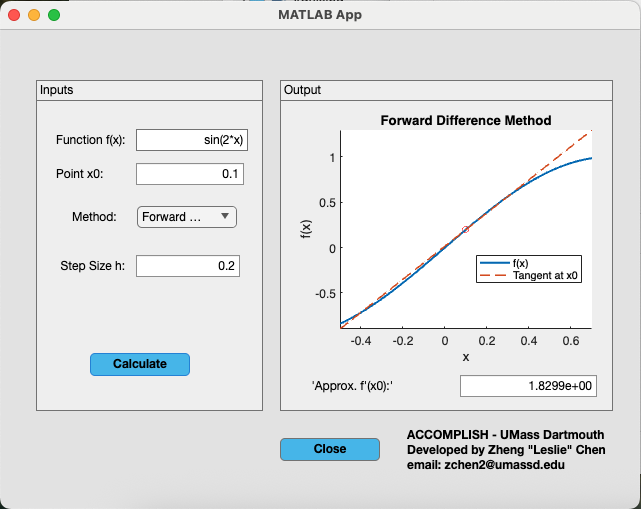 MATLAB App
Inputs
Function f(x):
sin(2*x)
Point x0:
0.1
Method:
Forward ...
Step Size h:
0.2
Calculate
Output
Forward Difference Method
1
0.5
0
-0.5
f(x)
f(x)
Tangent at x0
-0.4 -0.2 0 0.2 0.4 0.6
x
'Approx. f'(x0):'
1.8299e+00
Close
ACCOMPLISH - UMass Dartmouth
Developed by Zheng "Leslie" Chen
email: zchen2@umassd.edu